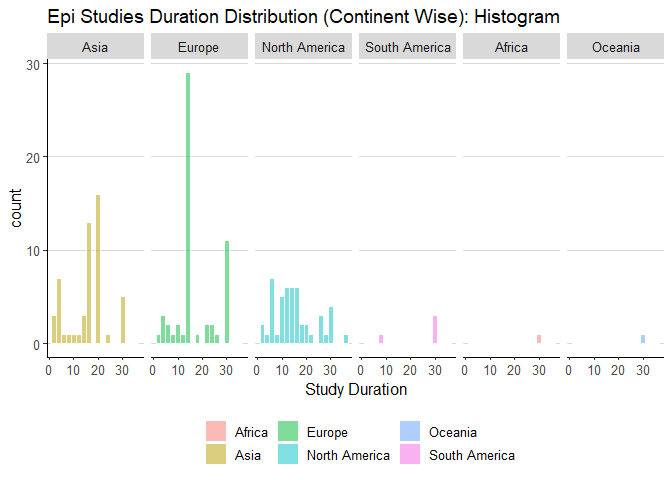 Epi Studies Duration Distribution (Continent Wise): Histogram
Asia Europe North America South America Africa Oceania
30
20
10
0
count
0 10 20 30 0 10 20 30 0 10 20 30 0 10 20 30 0 10 20 30 0 10 20 30
Study Duration
Africa Europe Oceania
Asia North America South America